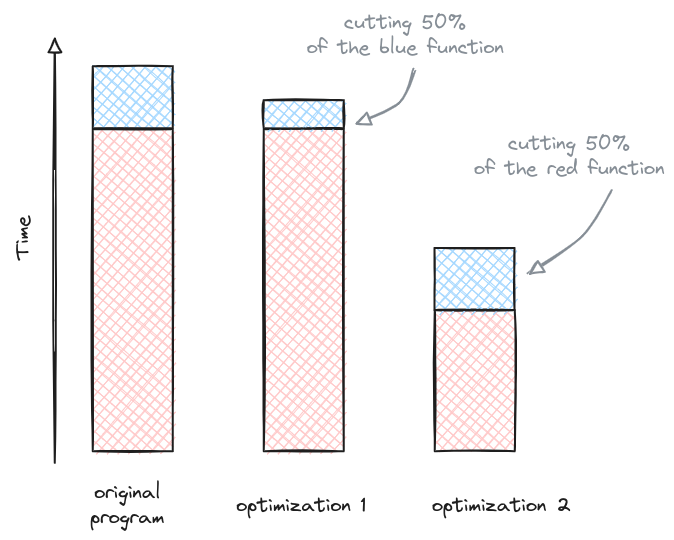 cutting 50%
of the blue function
cutting 50%
of the red function
Time
original
program
optimization 1
optimization 2